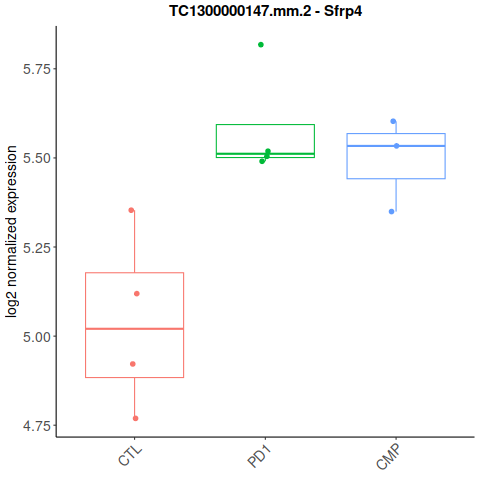 TC1300000147.mm.2 - Sfrp4
log2 normalized expression
5.75
5.50
5.25
5.00
4.75
CTL
PD1
CMP